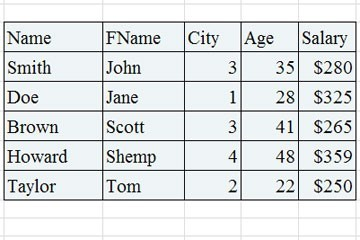 Name FName City Age Salary
Smith John 3 35 $280
Doe Jane 1 28 $325
Brown Scott 3 41 $265
Howard Shemp 4 48 $359
Taylor Tom 2 22 $250